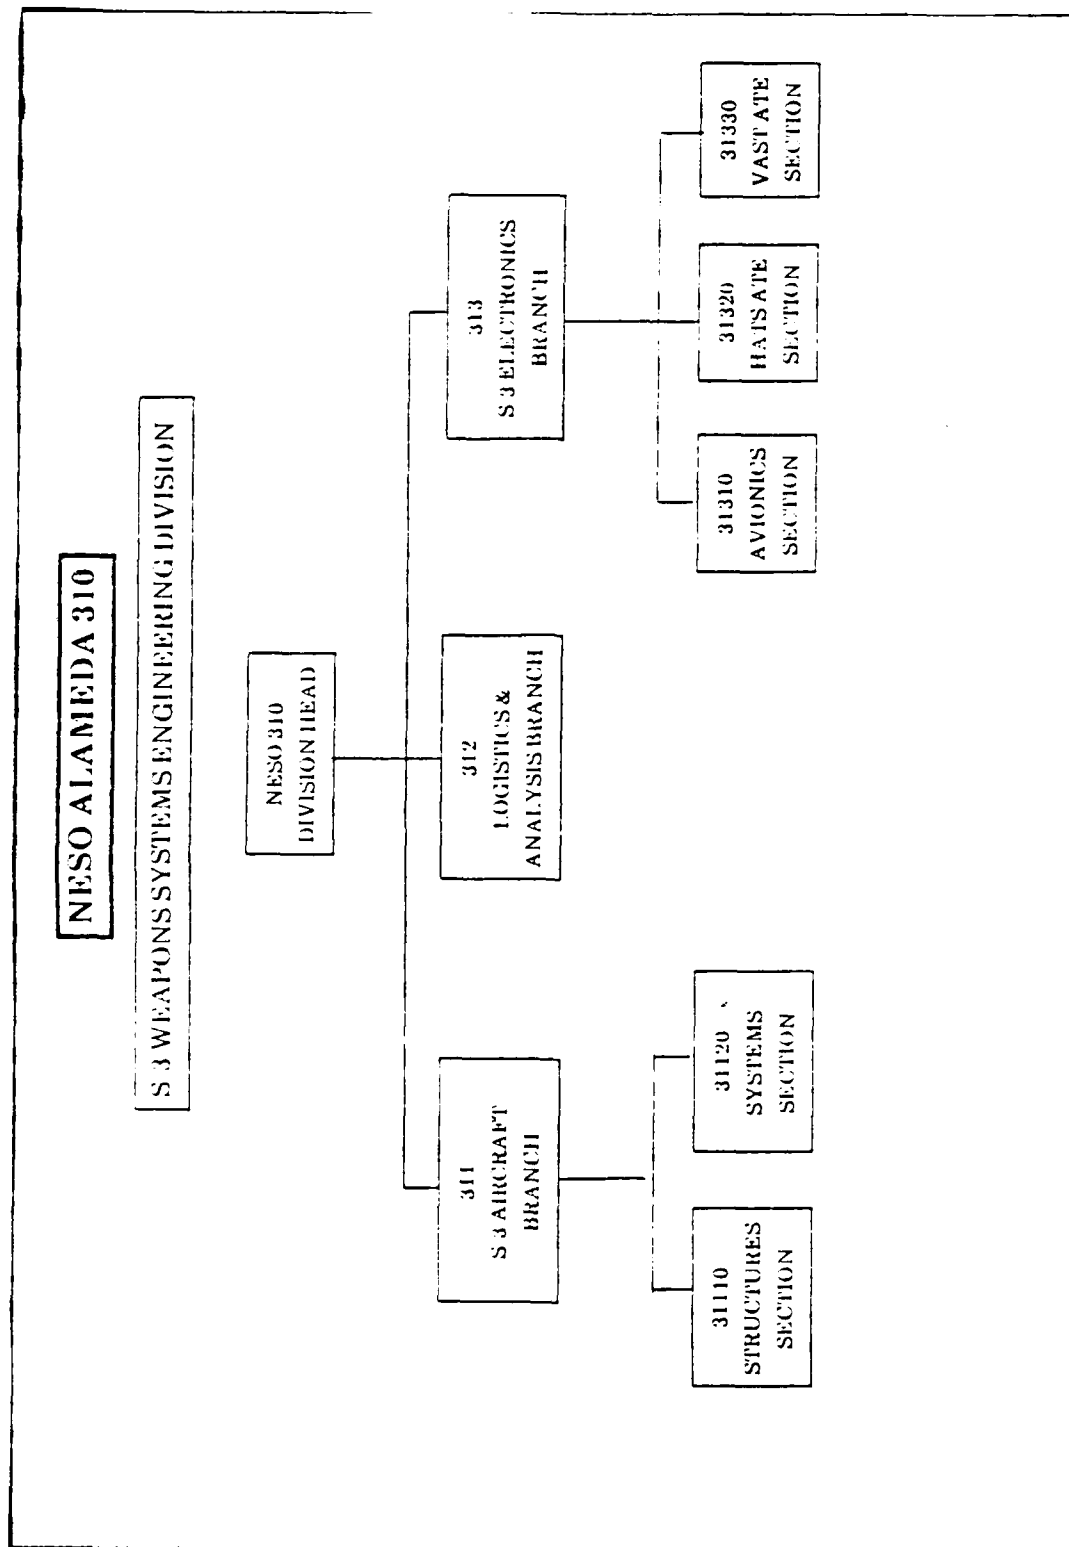 NESO ALAMEDA 310
S 3 WEAPONS SYSTEMS ENGINEERING DIVISION
NESO 310
DIVISION HEAD
311
S 3 AIRCRAFT
BRANCH
312
LOGISTICS &
ANALYSIS BRANCH
313
S 3 ELECTRONICS
BRANCH
31110
STRUCTURES
SECTION
31120
SYSTEMS
SECTION
31310
AVIONICS
SECTION
31320
HATS ATE
SECTION
31330
VAST ATE
SECTION